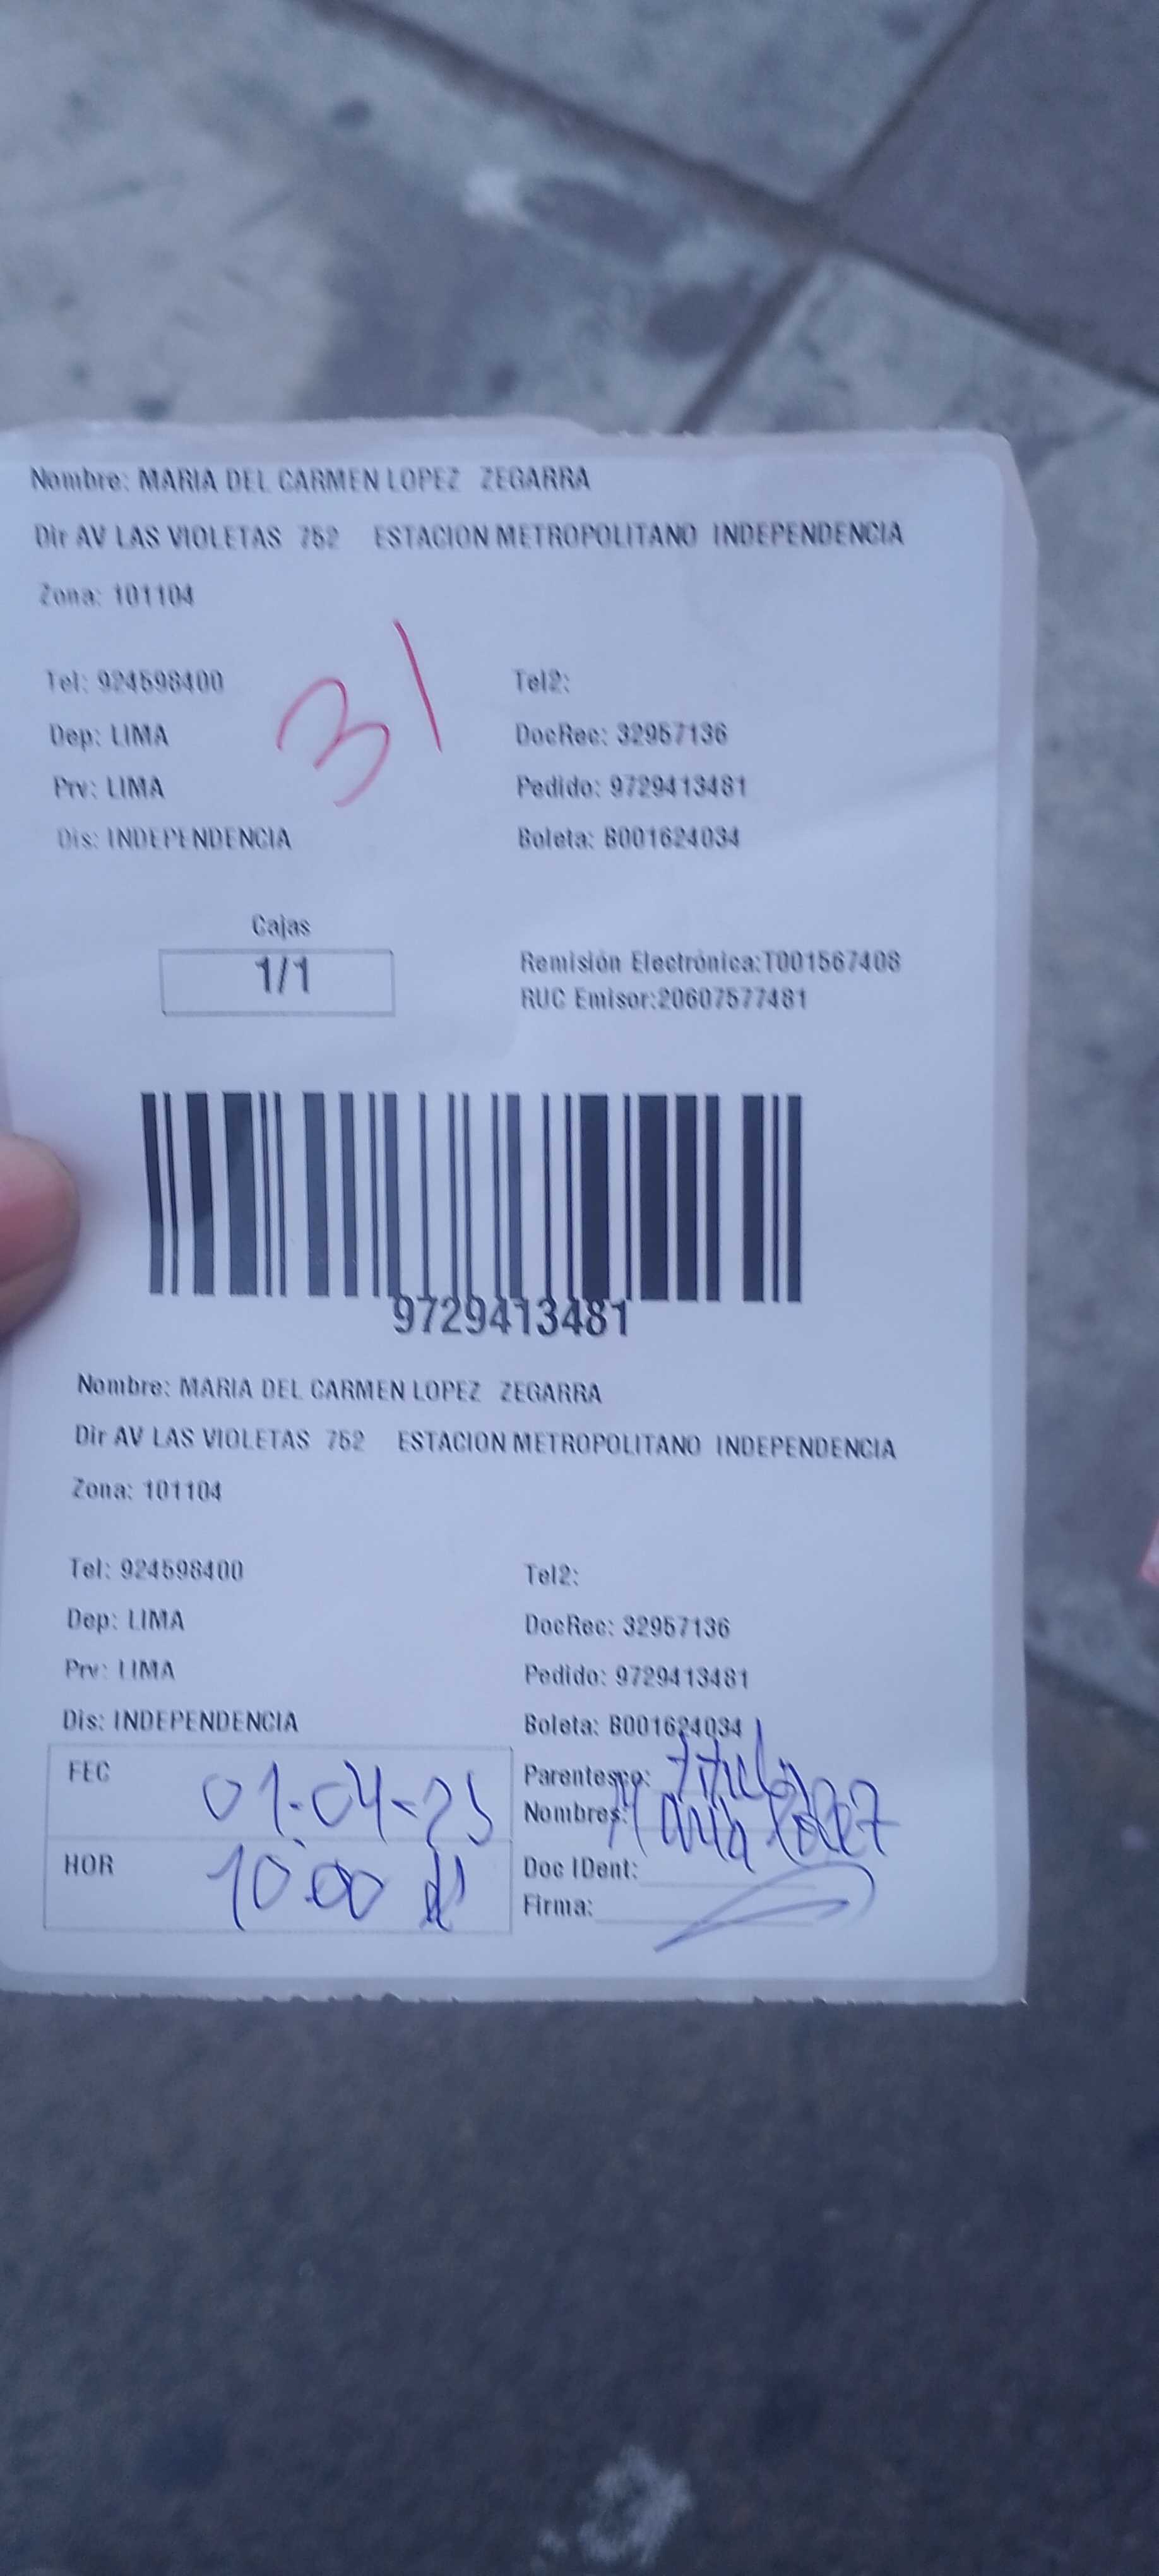 Nombre: MARIA DEL CARMEN LOPEZ ZEGARRA
Dir AV LAS VIOLETAS 752 ESTACION METROPOLITANO INDEPENDENCIA
Zona: 101104
31
Tel: 924598400 Tel2:
Dep: LIMA DocRec: 32957136
Prv: LIMA Pedido: 9729413481
Dis: INDEPENDENCIA Boleta: B001624034
Cajas
1/1
Remisión Electrónica:T001567408
RUC Emisor:20607577481
9729413481
Nombre: MARIA DEL CARMEN LOPEZ ZEGARRA
Dir AV LAS VIOLETAS 752 ESTACION METROPOLITANO INDEPENDENCIA
Zona: 101104
Tel: 924598400 Tel2:
Dep: LIMA DocRec: 32957136
Prv: LIMA Pedido: 9729413481
Dis: INDEPENDENCIA Boleta: B001624034
FEC 01-04-25 Parentesco: titular
Nombres: Maria Lopez
HOR 10:00 Doc IDent:
Firma: